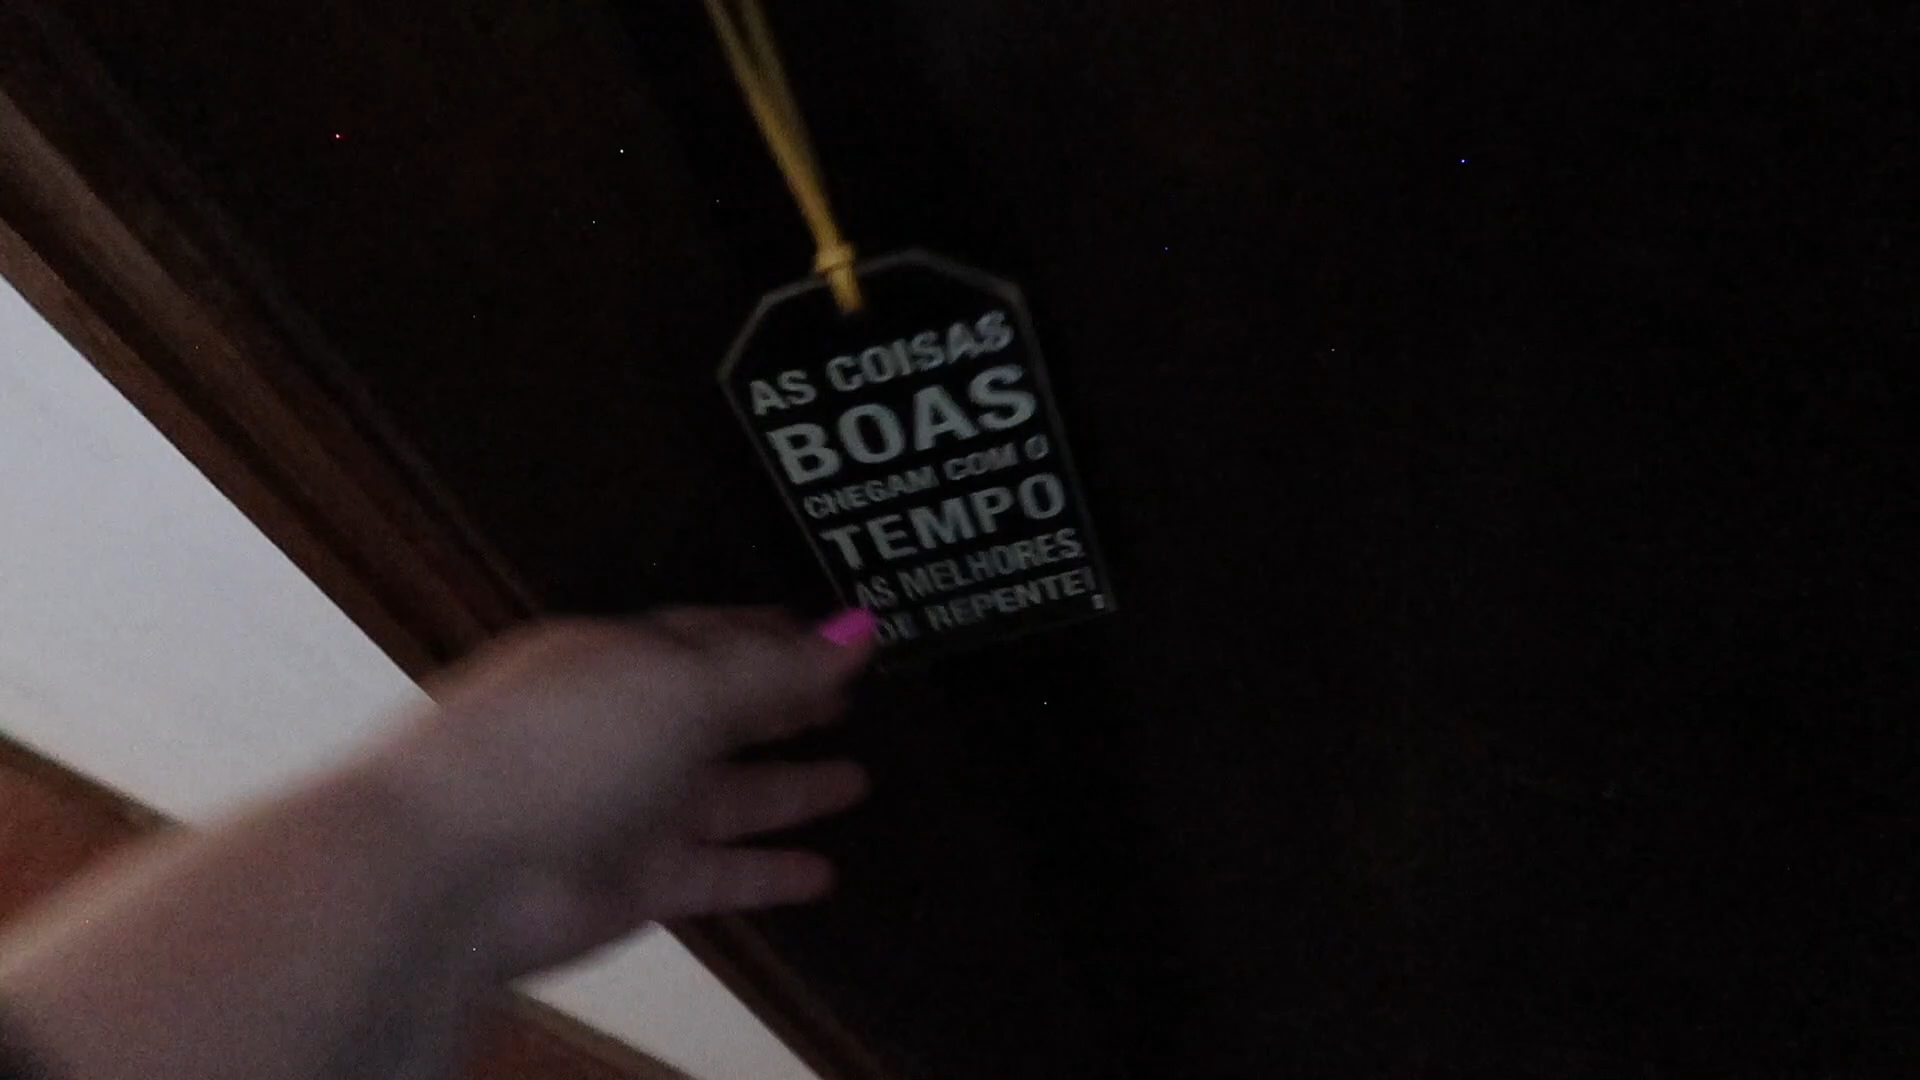 AS COISAS
BOAS
CHEGAM COM O
TEMPO
AS MELHORES
DE REPENTE!